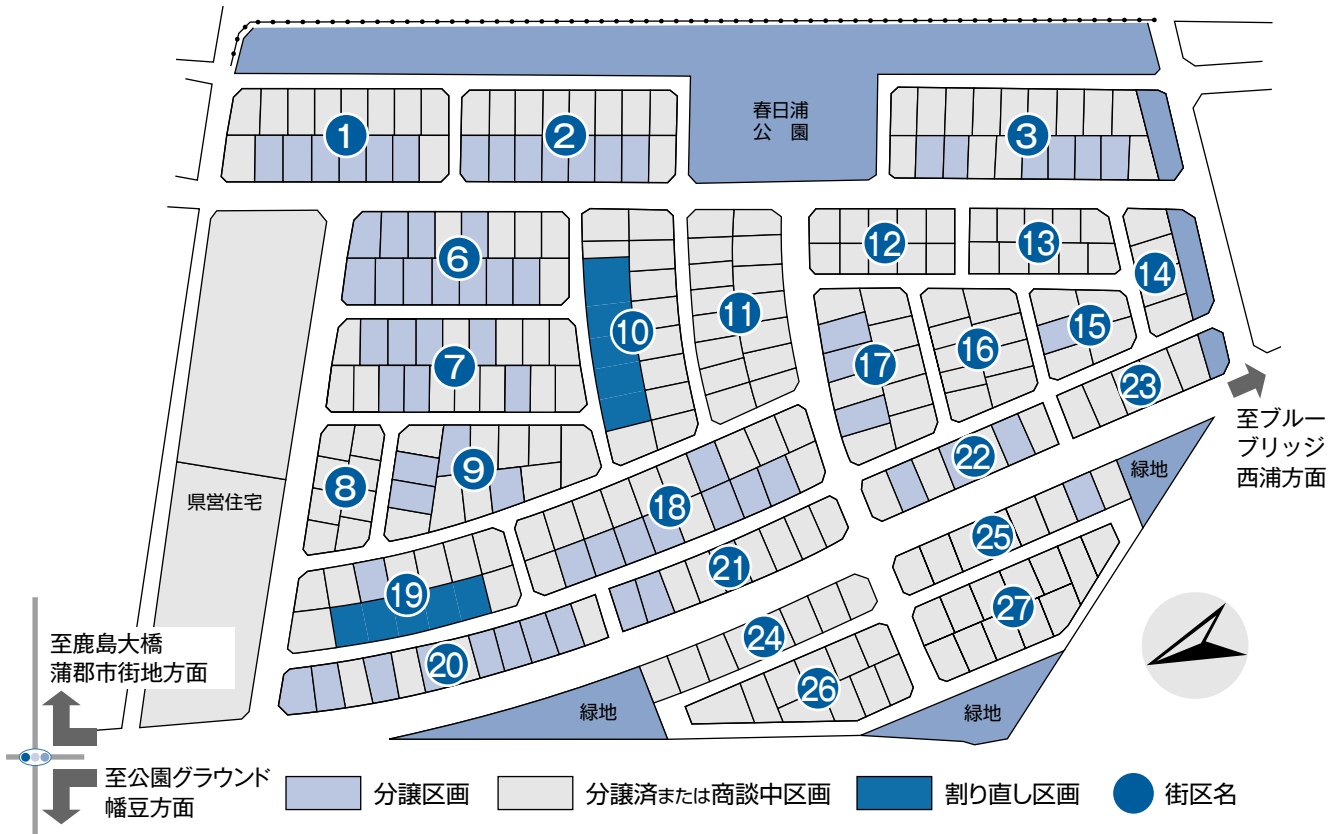 春日浦
公　園
1
2
3
6
7
8
9
10
11
12
13
14
15
16
17
18
19
20
21
22
23
24
25
26
27
県営住宅
緑地
緑地
緑地
至ブルー
ブリッジ
西浦方面
至鹿島大橋
蒲郡市街地方面
至公園グラウンド
幡豆方面
分譲区画
分譲済または商談中区画
割り直し区画
街区名